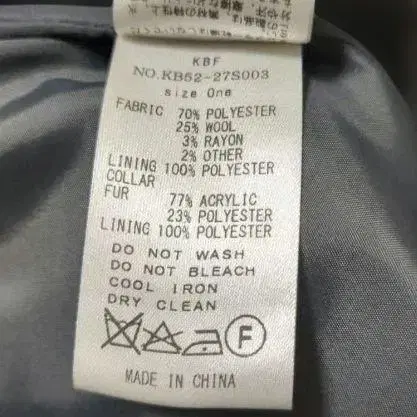 KBF
NO.KB52-27S003
size One
FABRIC 70% POLYESTER
25% WOOL
3% RAYON
2% OTHER
LINING 100% POLYESTER
COLLAR
FUR 77% ACRYLIC
23% POLYESTER
LINING 100% POLYESTER
DO NOT WASH
DO NOT BLEACH
COOL IRON
DRY CLEAN
F
MADE IN CHINA